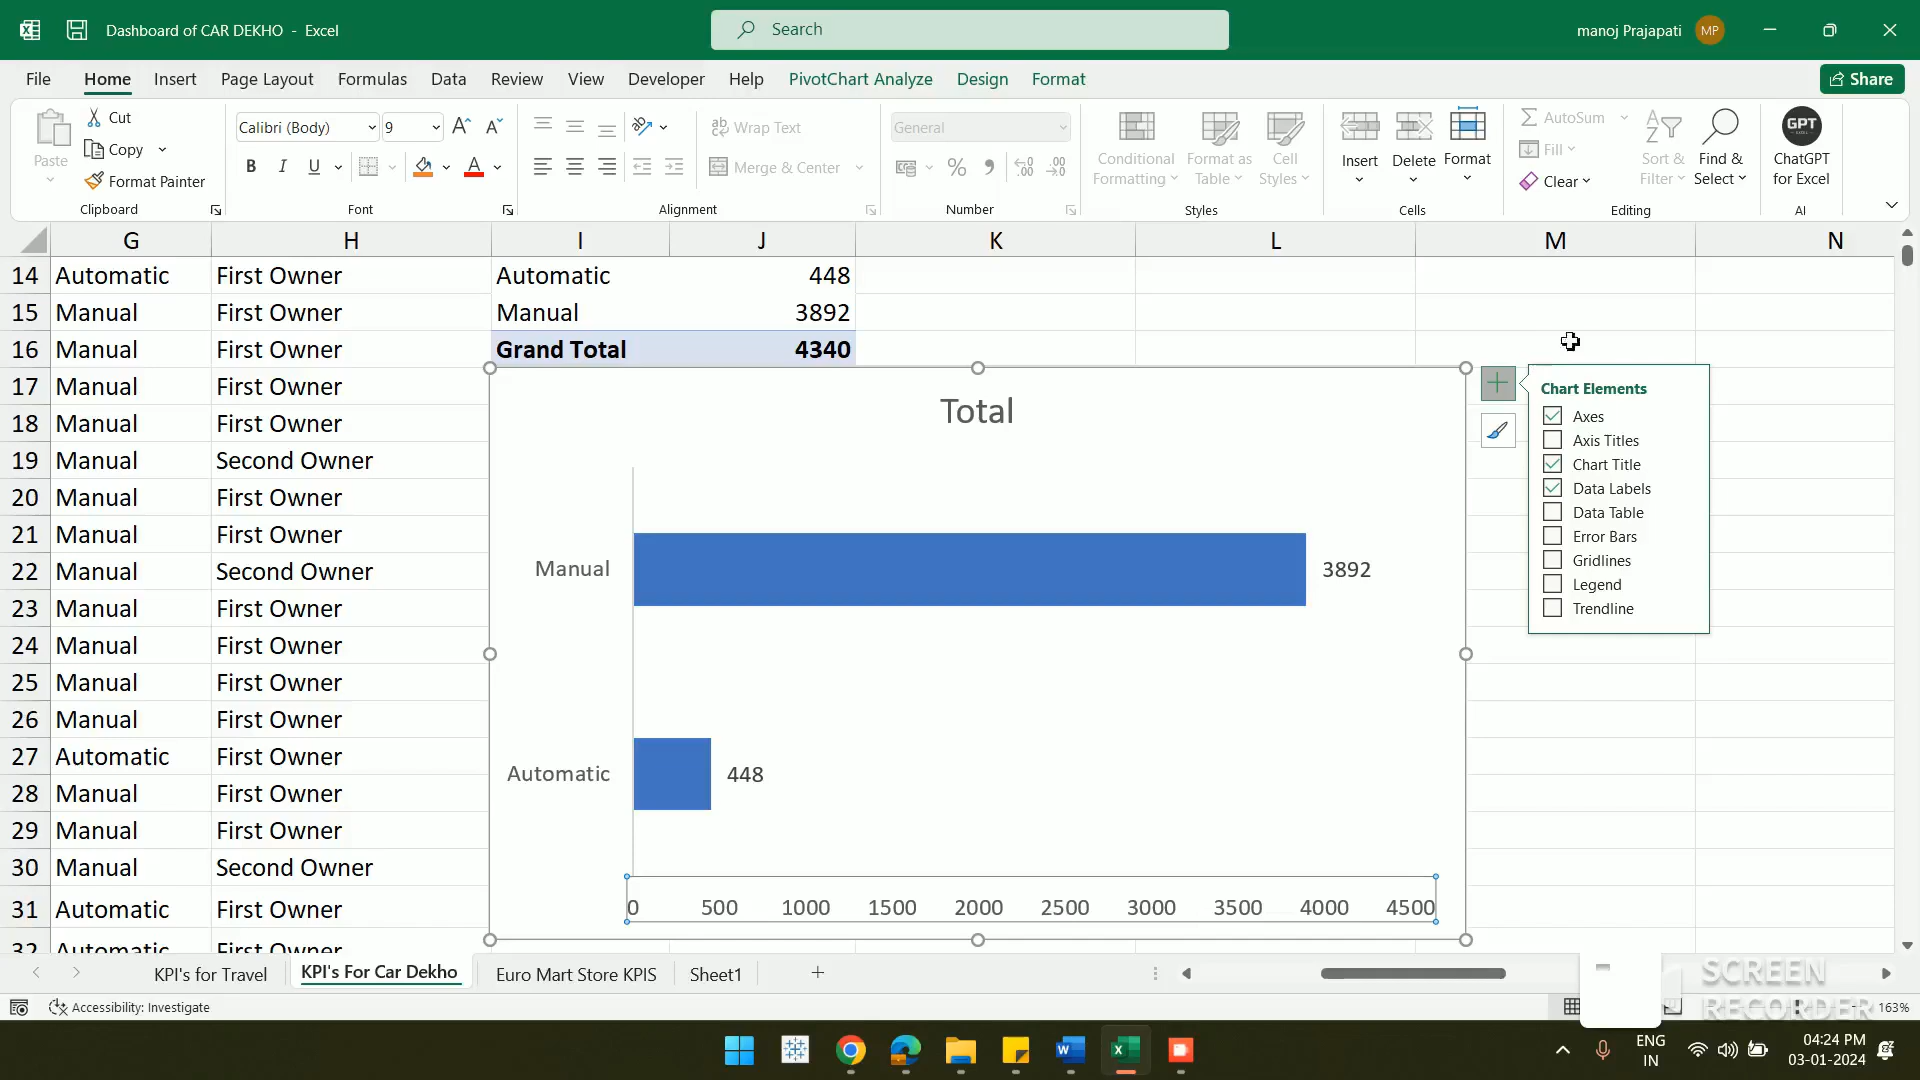 Dashboard of CAR DEKHO - Excel
Search
manoj Prajapati MP
File Home Insert Page Layout Formulas Data Review View Developer Help PivotChart Analyze Design Format Share
Paste
Cut
Copy
Format Painter
Clipboard
Calibri (Body) 9
B I U A
Font
Wrap Text
Merge & Center
Alignment
General
%
Number
Conditional
Formatting
Format as
Table
Cell
Styles
Styles
Insert
Delete
Format
Cells
AutoSum
Fill
Clear
Sort &
Filter
Find &
Select
Editing
GPT
ChatGPT
for Excel
AI
G H I J K L M N
14 Automatic First Owner Automatic 448
15 Manual First Owner Manual 3892
16 Manual First Owner Grand Total 4340
17 Manual First Owner
18 Manual First Owner
19 Manual Second Owner
20 Manual First Owner
21 Manual First Owner
22 Manual Second Owner
23 Manual First Owner
24 Manual First Owner
25 Manual First Owner
26 Manual First Owner
27 Automatic First Owner
28 Manual First Owner
29 Manual First Owner
30 Manual Second Owner
31 Automatic First Owner
32 Automatic First Owner
Total
Manual 3892
Automatic 448
0 500 1000 1500 2000 2500 3000 3500 4000 4500
Chart Elements
Axes
Axis Titles
Chart Title
Data Labels
Data Table
Error Bars
Gridlines
Legend
Trendline
KPI's for Travel KPI's For Car Dekho Euro Mart Store KPIS Sheet1
Accessibility: Investigate
163%
SCREEN
RECORDER
ENG
IN
04:24 PM
03-01-2024